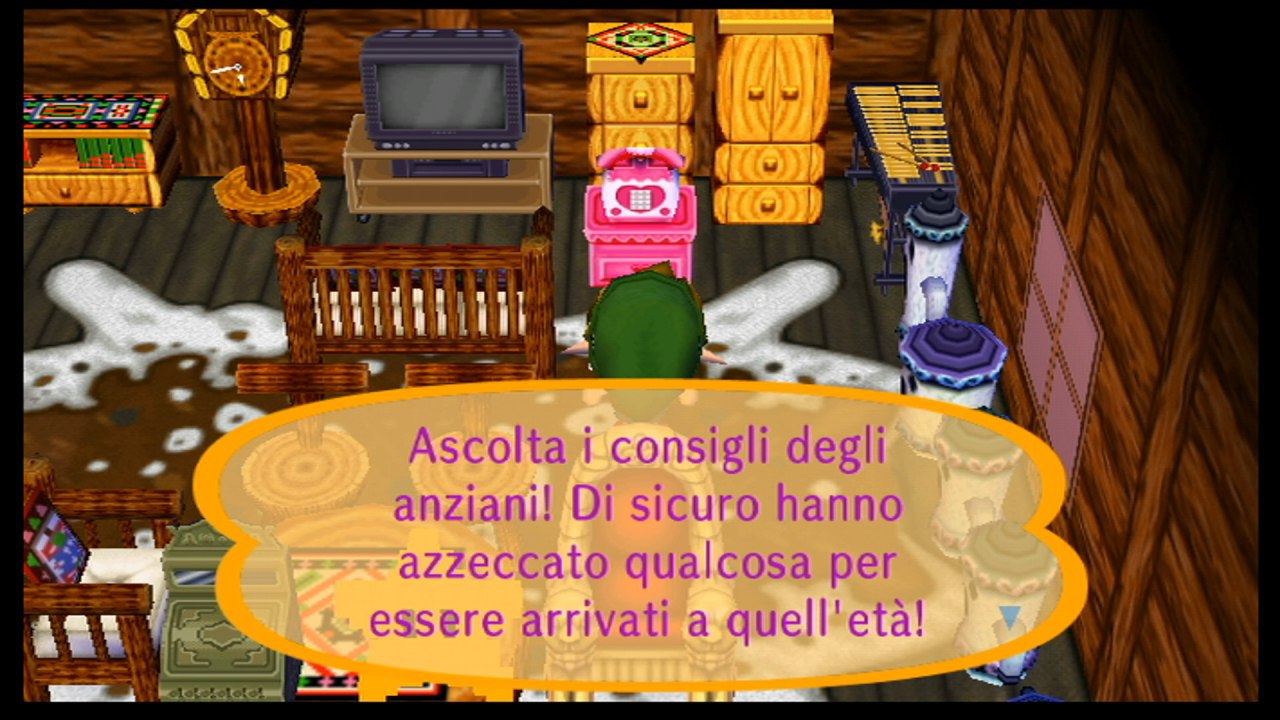 Ascolta i consigli degli
anziani! Di sicuro hanno
azzeccato qualcosa per
essere arrivati a quell'età!